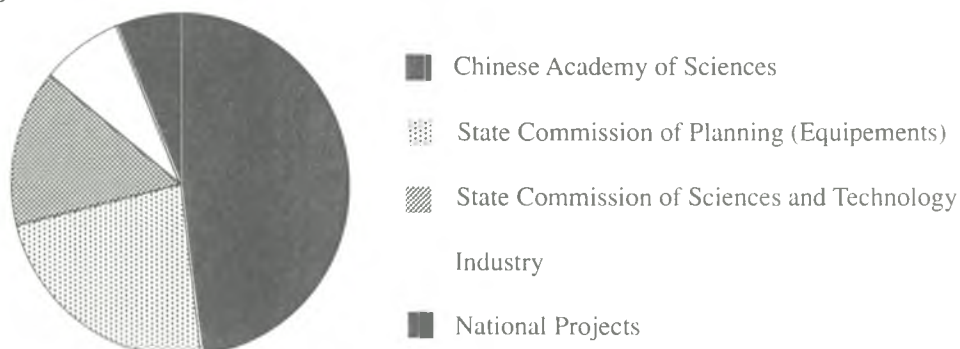 Chinese Academy of Sciences
State Commission of Planning (Equipements)
State Commission of Sciences and Technology
Industry
National Projects